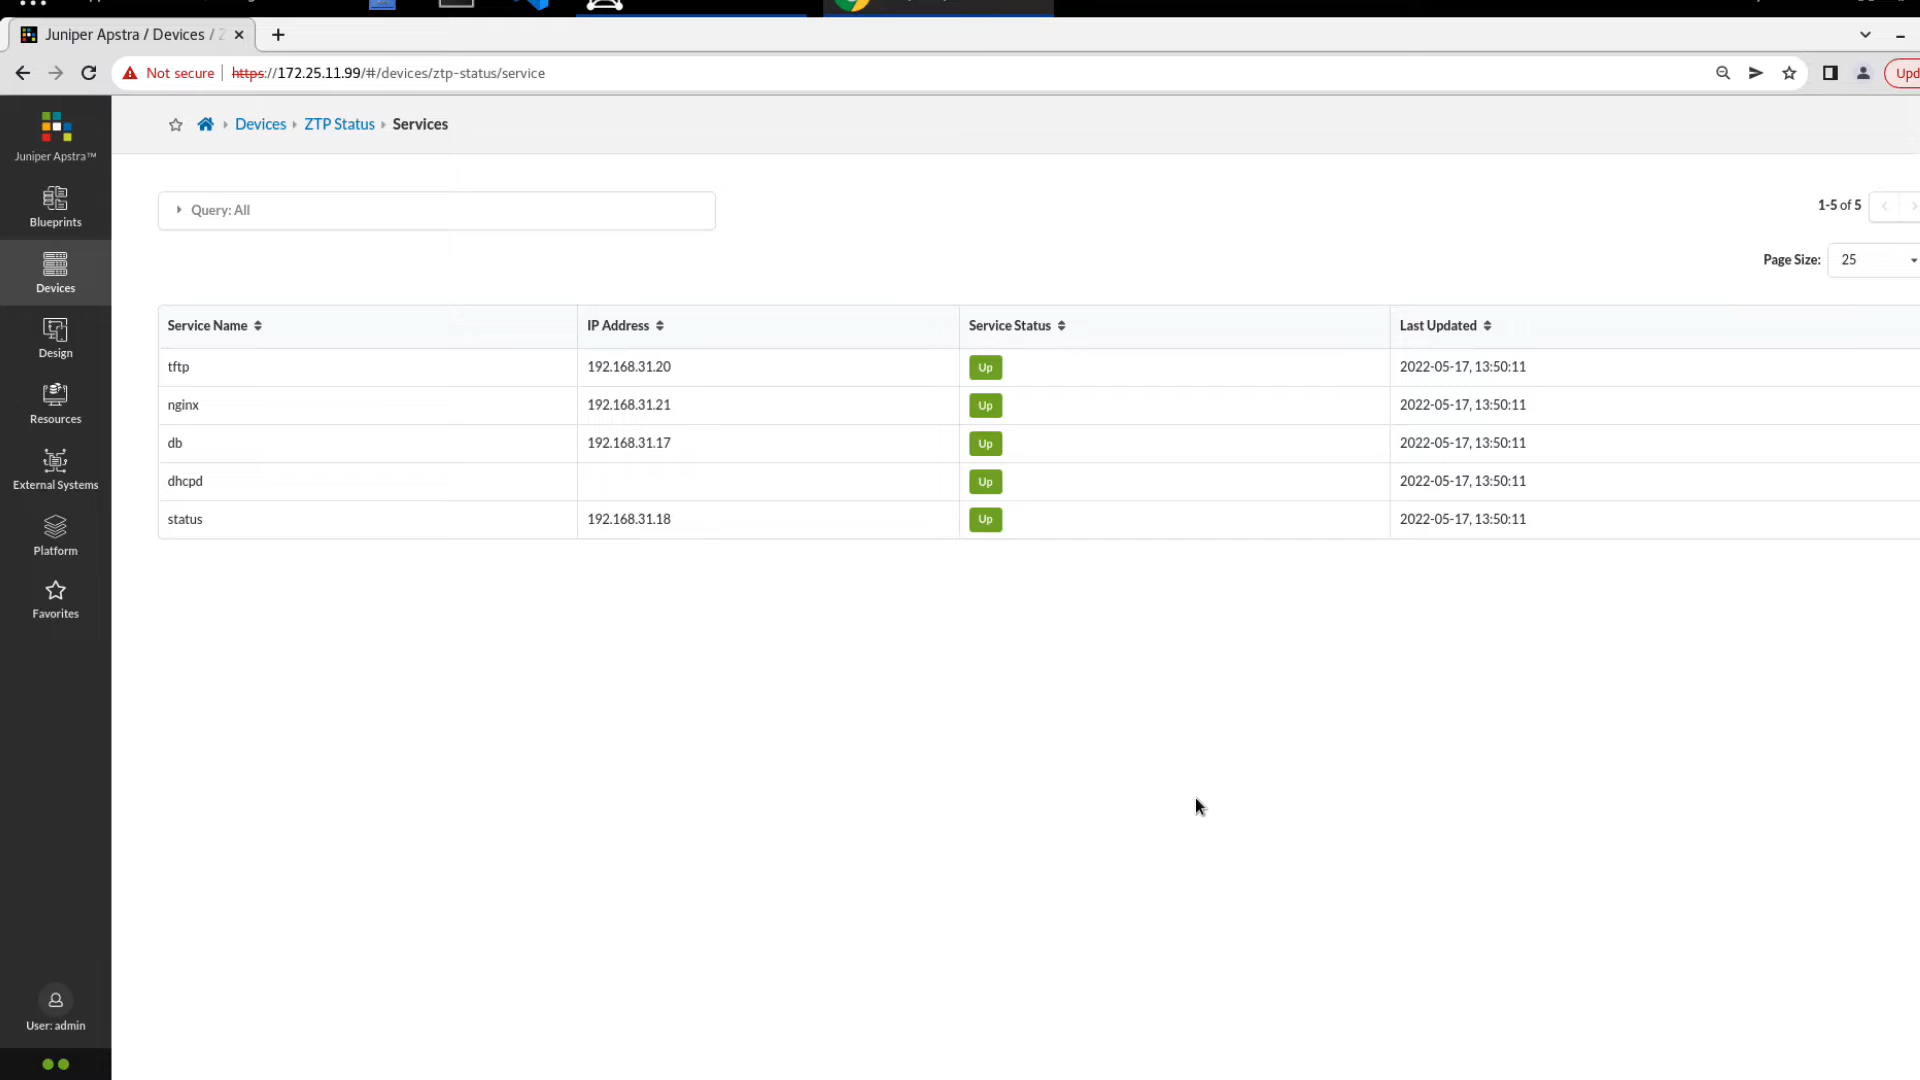 Juniper Apstra / Devices / Z
Not secure https://172.25.11.99/#/devices/ztp-status/service
Upd
Juniper Apstra™
Blueprints
Devices
Design
Resources
External Systems
Platform
Favorites
User: admin
Devices ZTP Status Services
Query: All
1-5 of 5
Page Size: 25
Service Name IP Address Service Status Last Updated
tftp 192.168.31.20 Up 2022-05-17, 13:50:11
nginx 192.168.31.21 Up 2022-05-17, 13:50:11
db 192.168.31.17 Up 2022-05-17, 13:50:11
dhcpd Up 2022-05-17, 13:50:11
status 192.168.31.18 Up 2022-05-17, 13:50:11